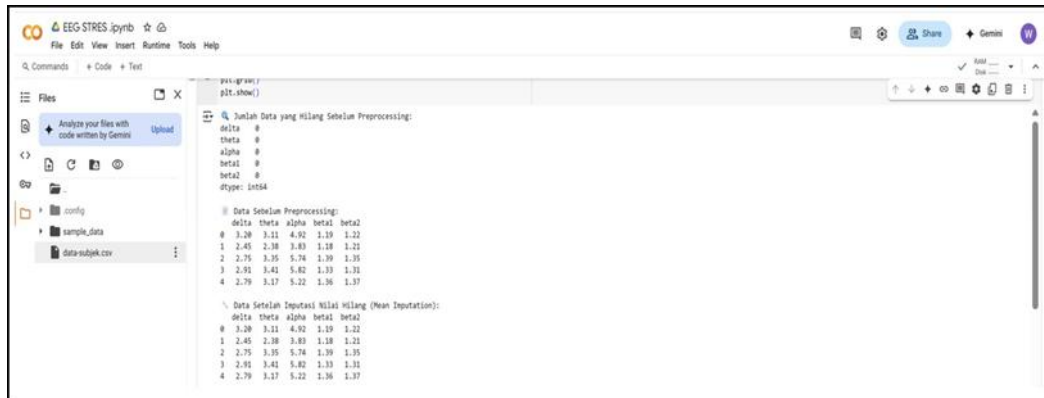 EEG STRES .ipynb
File Edit View Insert Runtime Tools Help
Share
Gemini
W
Commands + Code + Text
RAM
Disk
Files
Analyze your files with
code written by Gemini
Upload
..
.config
sample_data
data-subjek.csv
plt.grid()
plt.show()
Jumlah Data yang Hilang Sebelum Preprocessing:
delta 0
theta 0
alpha 0
beta1 0
beta2 0
dtype: int64
Data Sebelum Preprocessing:
delta theta alpha beta1 beta2
0 3.20 3.11 4.92 1.19 1.22
1 2.45 2.38 3.83 1.18 1.21
2 2.75 3.35 5.74 1.39 1.35
3 2.91 3.41 5.82 1.33 1.31
4 2.79 3.17 5.22 1.36 1.37
Data Setelah Imputasi Nilai Hilang (Mean Imputation):
delta theta alpha beta1 beta2
0 3.20 3.11 4.92 1.19 1.22
1 2.45 2.38 3.83 1.18 1.21
2 2.75 3.35 5.74 1.39 1.35
3 2.91 3.41 5.82 1.33 1.31
4 2.79 3.17 5.22 1.36 1.37